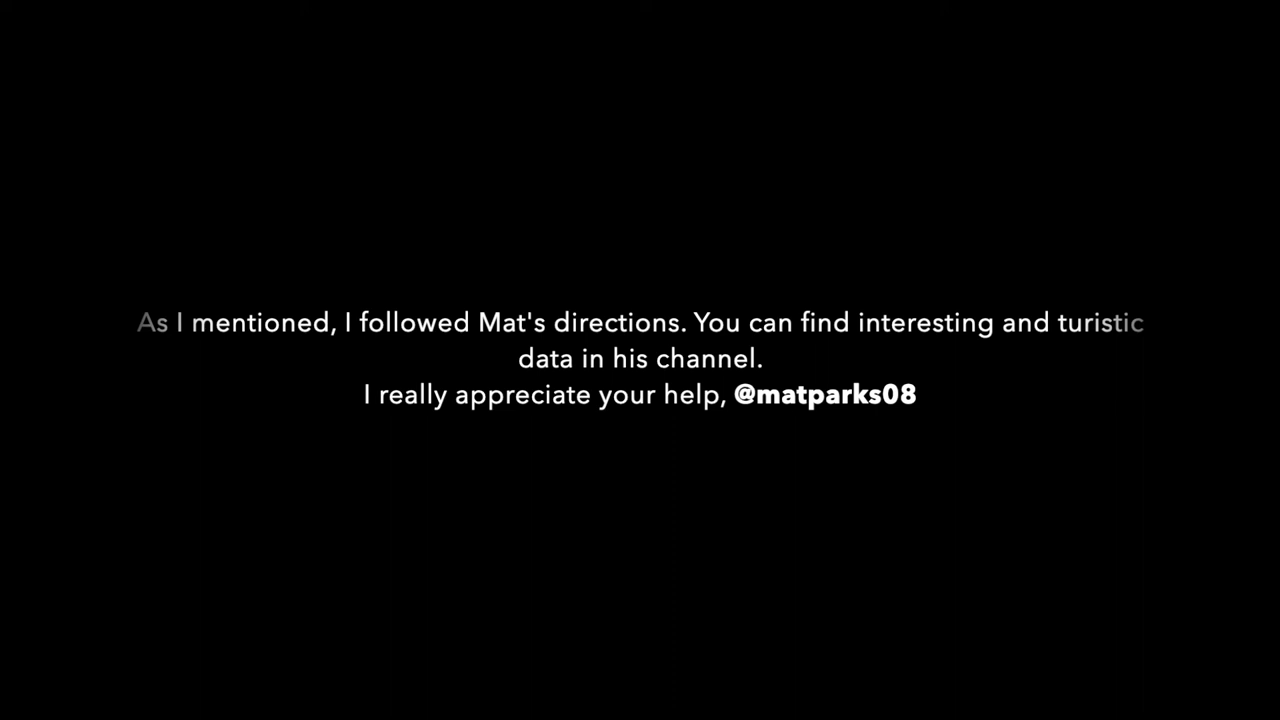 As I mentioned, I followed Mat's directions. You can find interesting and turistic
data in his channel.
I really appreciate your help, @matparks08